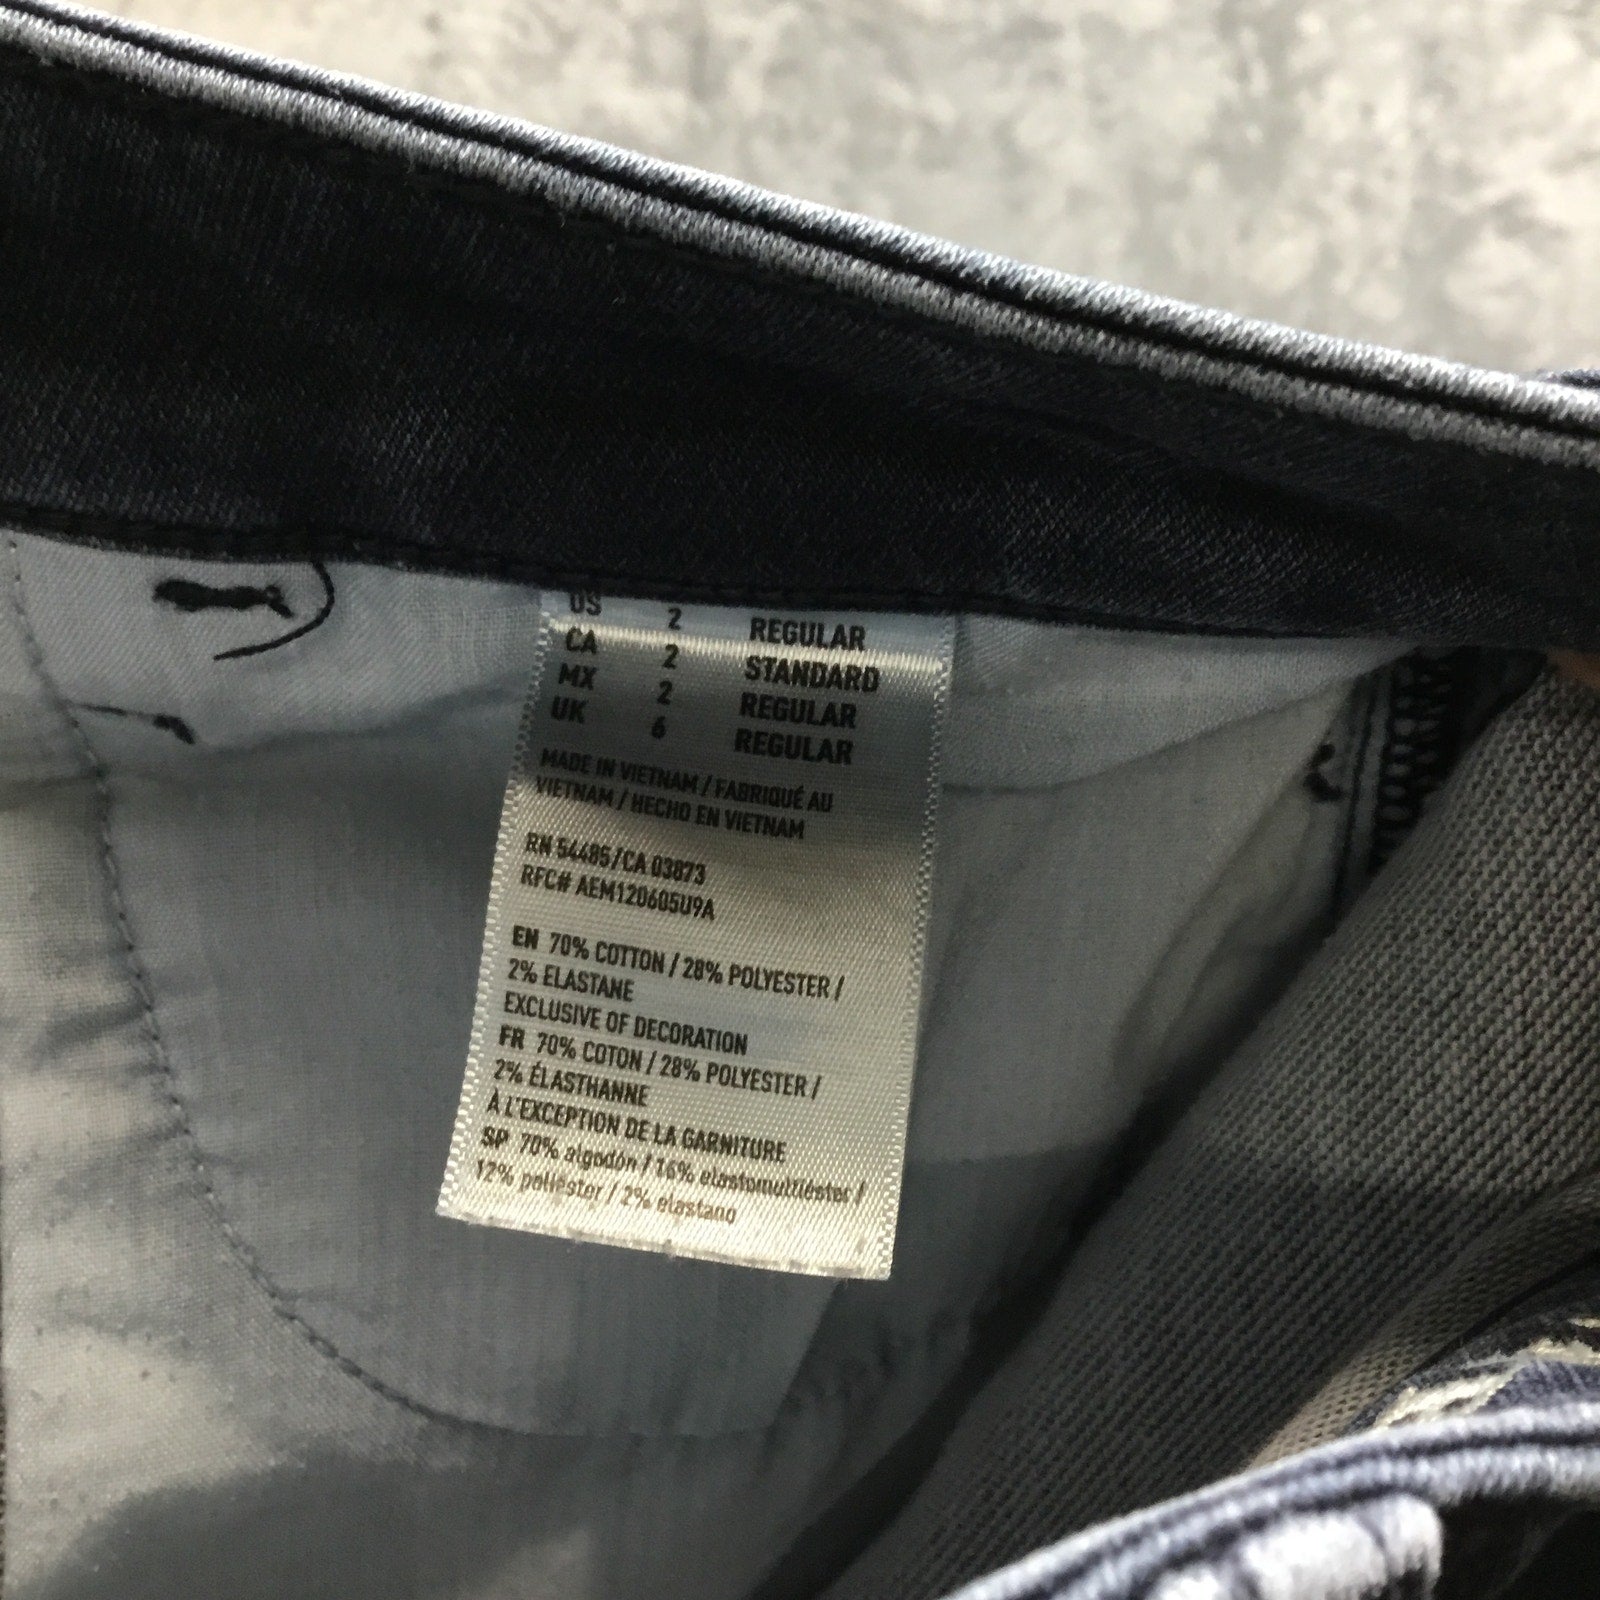 US 2 REGULAR
CA 2 STANDARD
MX 2 REGULAR
UK 6 REGULAR
MADE IN VIETNAM / FABRIQUÉ AU
VIETNAM / HECHO EN VIETNAM
RN 54485/CA 03873
RFC# AEM120605U9A
EN 70% COTTON / 28% POLYESTER /
2% ELASTANE
EXCLUSIVE OF DECORATION
FR 70% COTON / 28% POLYESTER /
2% ÉLASTHANNE
À L'EXCEPTION DE LA GARNITURE
SP 70% algodón / 16% elastomultiéster /
12% poliéster / 2% elastano